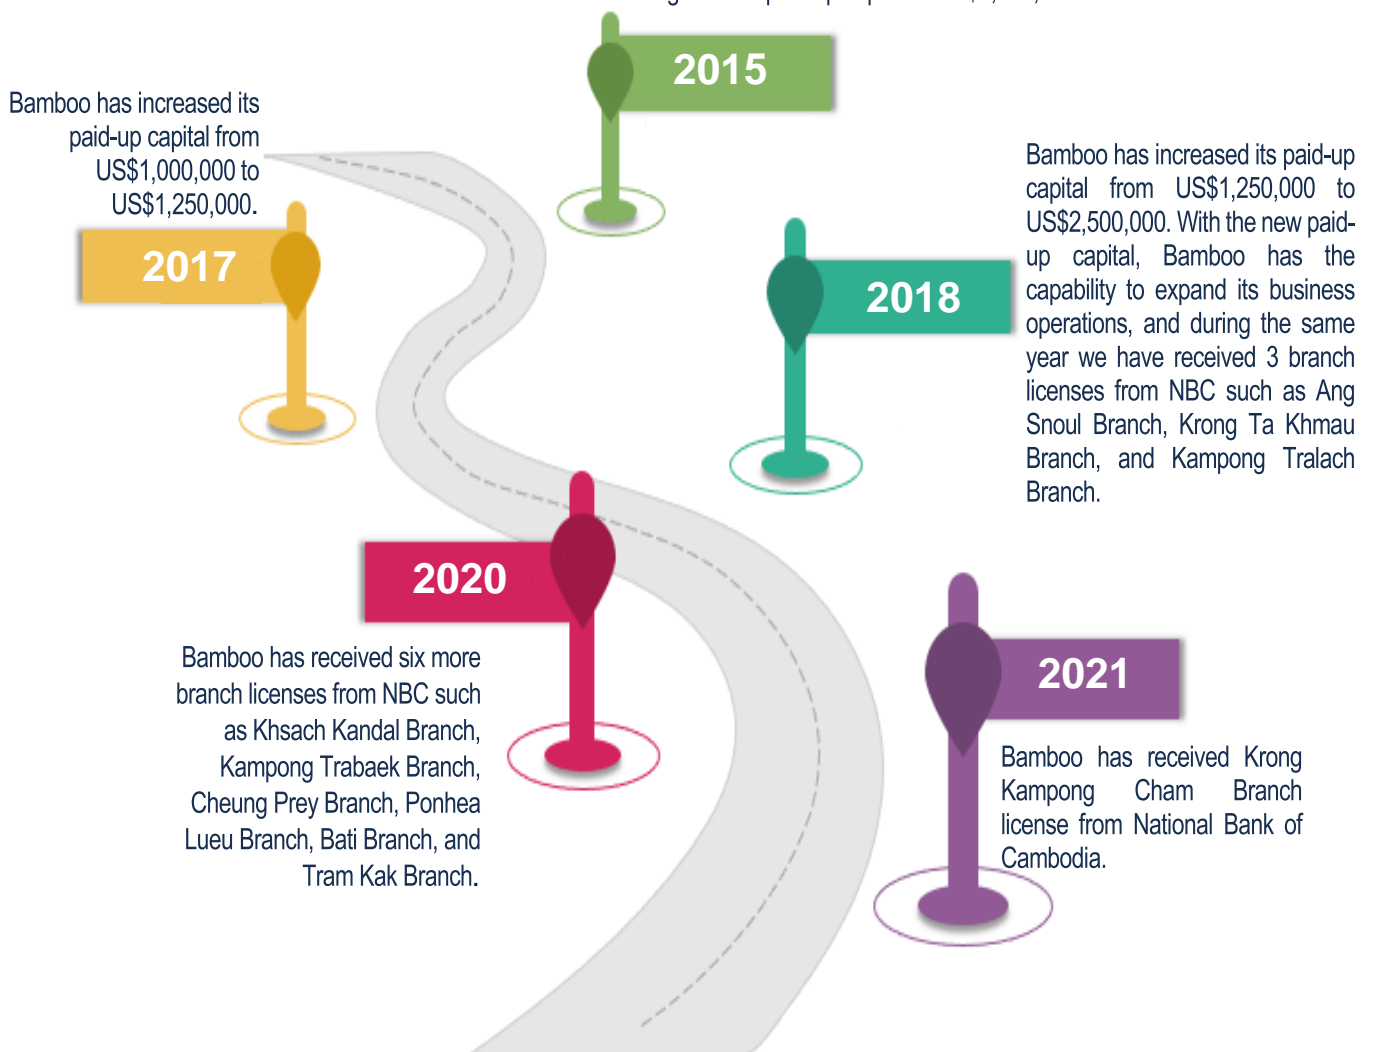 2015
Bamboo has increased its
paid-up capital from
US$1,000,000 to
US$1,250,000.
2017
2018
Bamboo has increased its paid-up
capital from US$1,250,000 to
US$2,500,000. With the new paid-
up capital, Bamboo has the
capability to expand its business
operations, and during the same
year we have received 3 branch
licenses from NBC such as Ang
Snoul Branch, Krong Ta Khmau
Branch, and Kampong Tralach
Branch.
2020
Bamboo has received six more
branch licenses from NBC such
as Khsach Kandal Branch,
Kampong Trabaek Branch,
Cheung Prey Branch, Ponhea
Lueu Branch, Bati Branch, and
Tram Kak Branch.
2021
Bamboo has received Krong
Kampong Cham Branch
license from National Bank of
Cambodia.